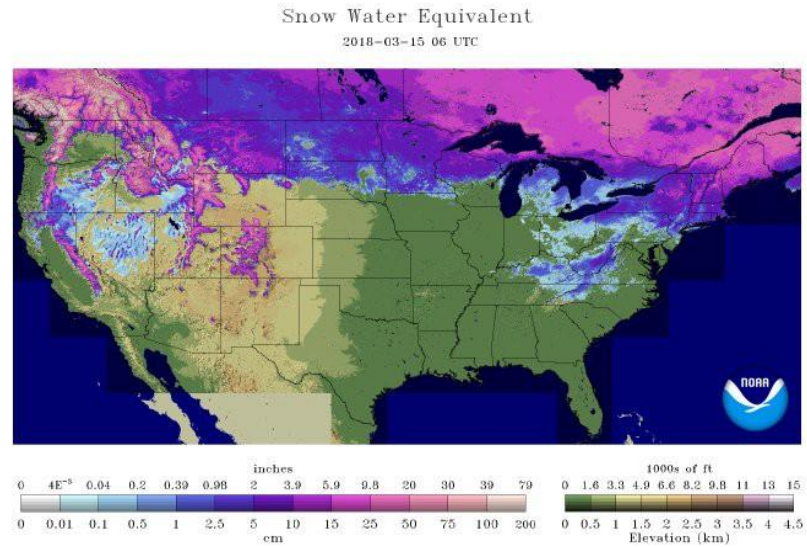 Snow Water Equivalent
2018-03-15 06 UTC
NOAA
inches
0 4E⁻³ 0.04 0.2 0.39 0.98 2 3.9 5.9 9.8 20 30 39 79
0 0.01 0.1 0.5 1 2.5 5 10 15 25 50 75 100 200
cm
1000s of ft
0 1.6 3.3 4.9 6.6 8.2 9.8 11 13 15
0 0.5 1 1.5 2 2.5 3 3.5 4 4.5
Elevation (km)